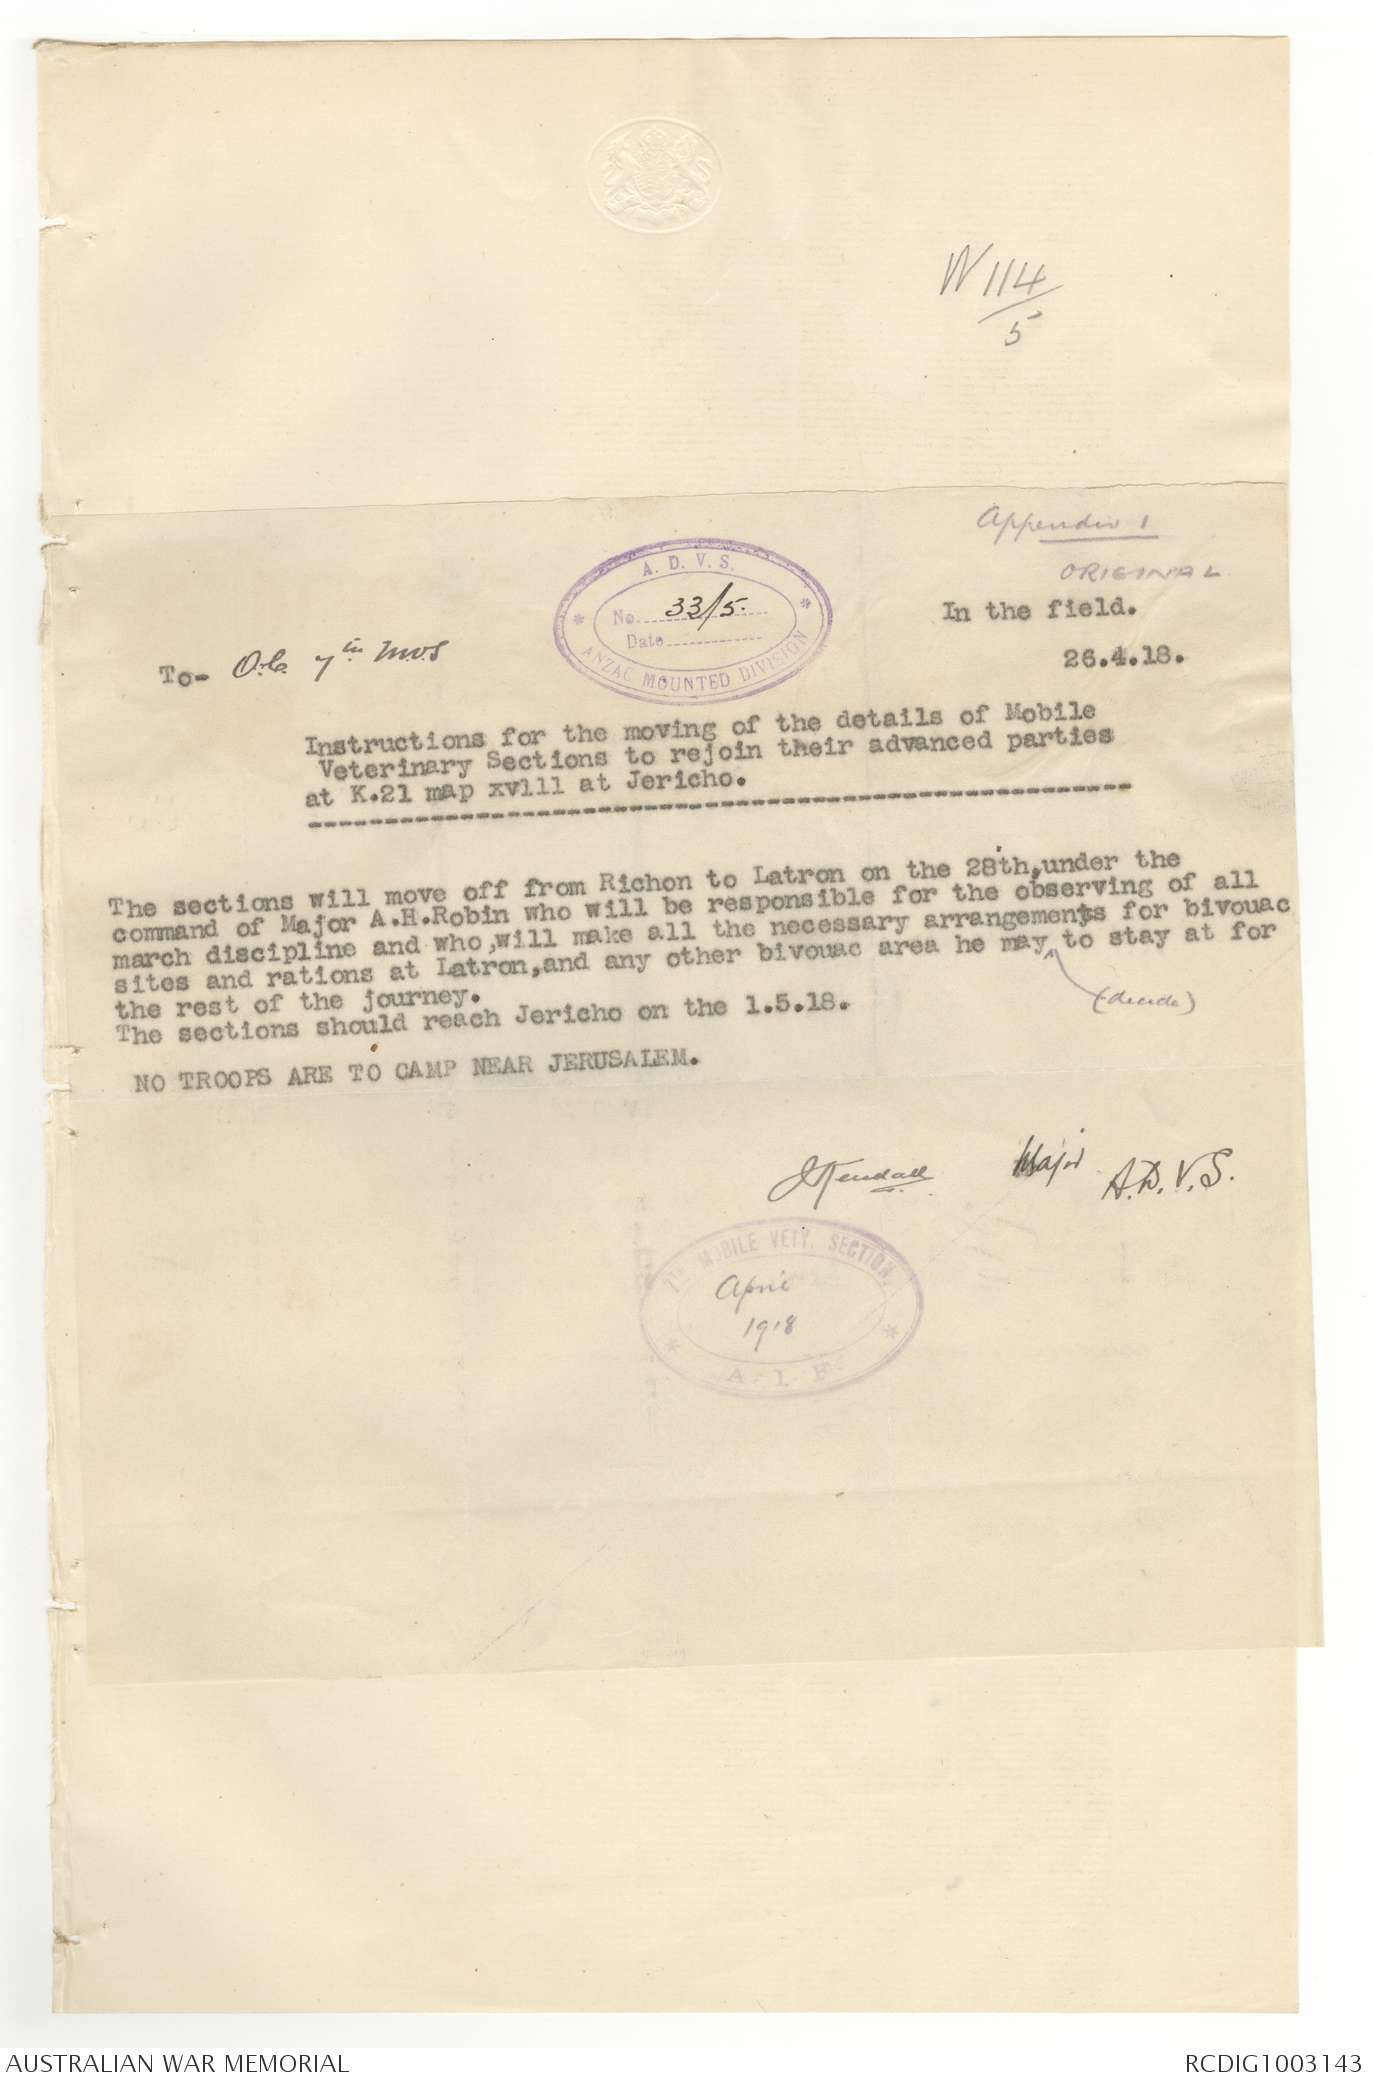 W114/5
Appendix 1
ORIGINAL
A. D. V. S.
No 33/5.
Date
ANZAC MOUNTED DIVISION
In the field.
26.4.18.
To- O.C. 7th M.V.S
Instructions for the moving of the details of Mobile
Veterinary Sections to rejoin their advanced parties
at K.21 map xv111 at Jericho.
The sections will move off from Richon to Latron on the 28th,under the
command of Major A.H.Robin who will be responsible for the observing of all
march discipline and who,will make all the necessary arrangements for bivouac
sites and rations at Latron,and any other bivouac area he may ^ to stay at for
(decide)
the rest of the journey.
The sections should reach Jericho on the 1.5.18.
NO TROOPS ARE TO CAMP NEAR JERUSALEM.
J Kendall Major A.D.V.S.
7TH MOBILE VETY. SECTION,
April
1918
A. I. F.
AUSTRALIAN WAR MEMORIAL
RCDIG1003143